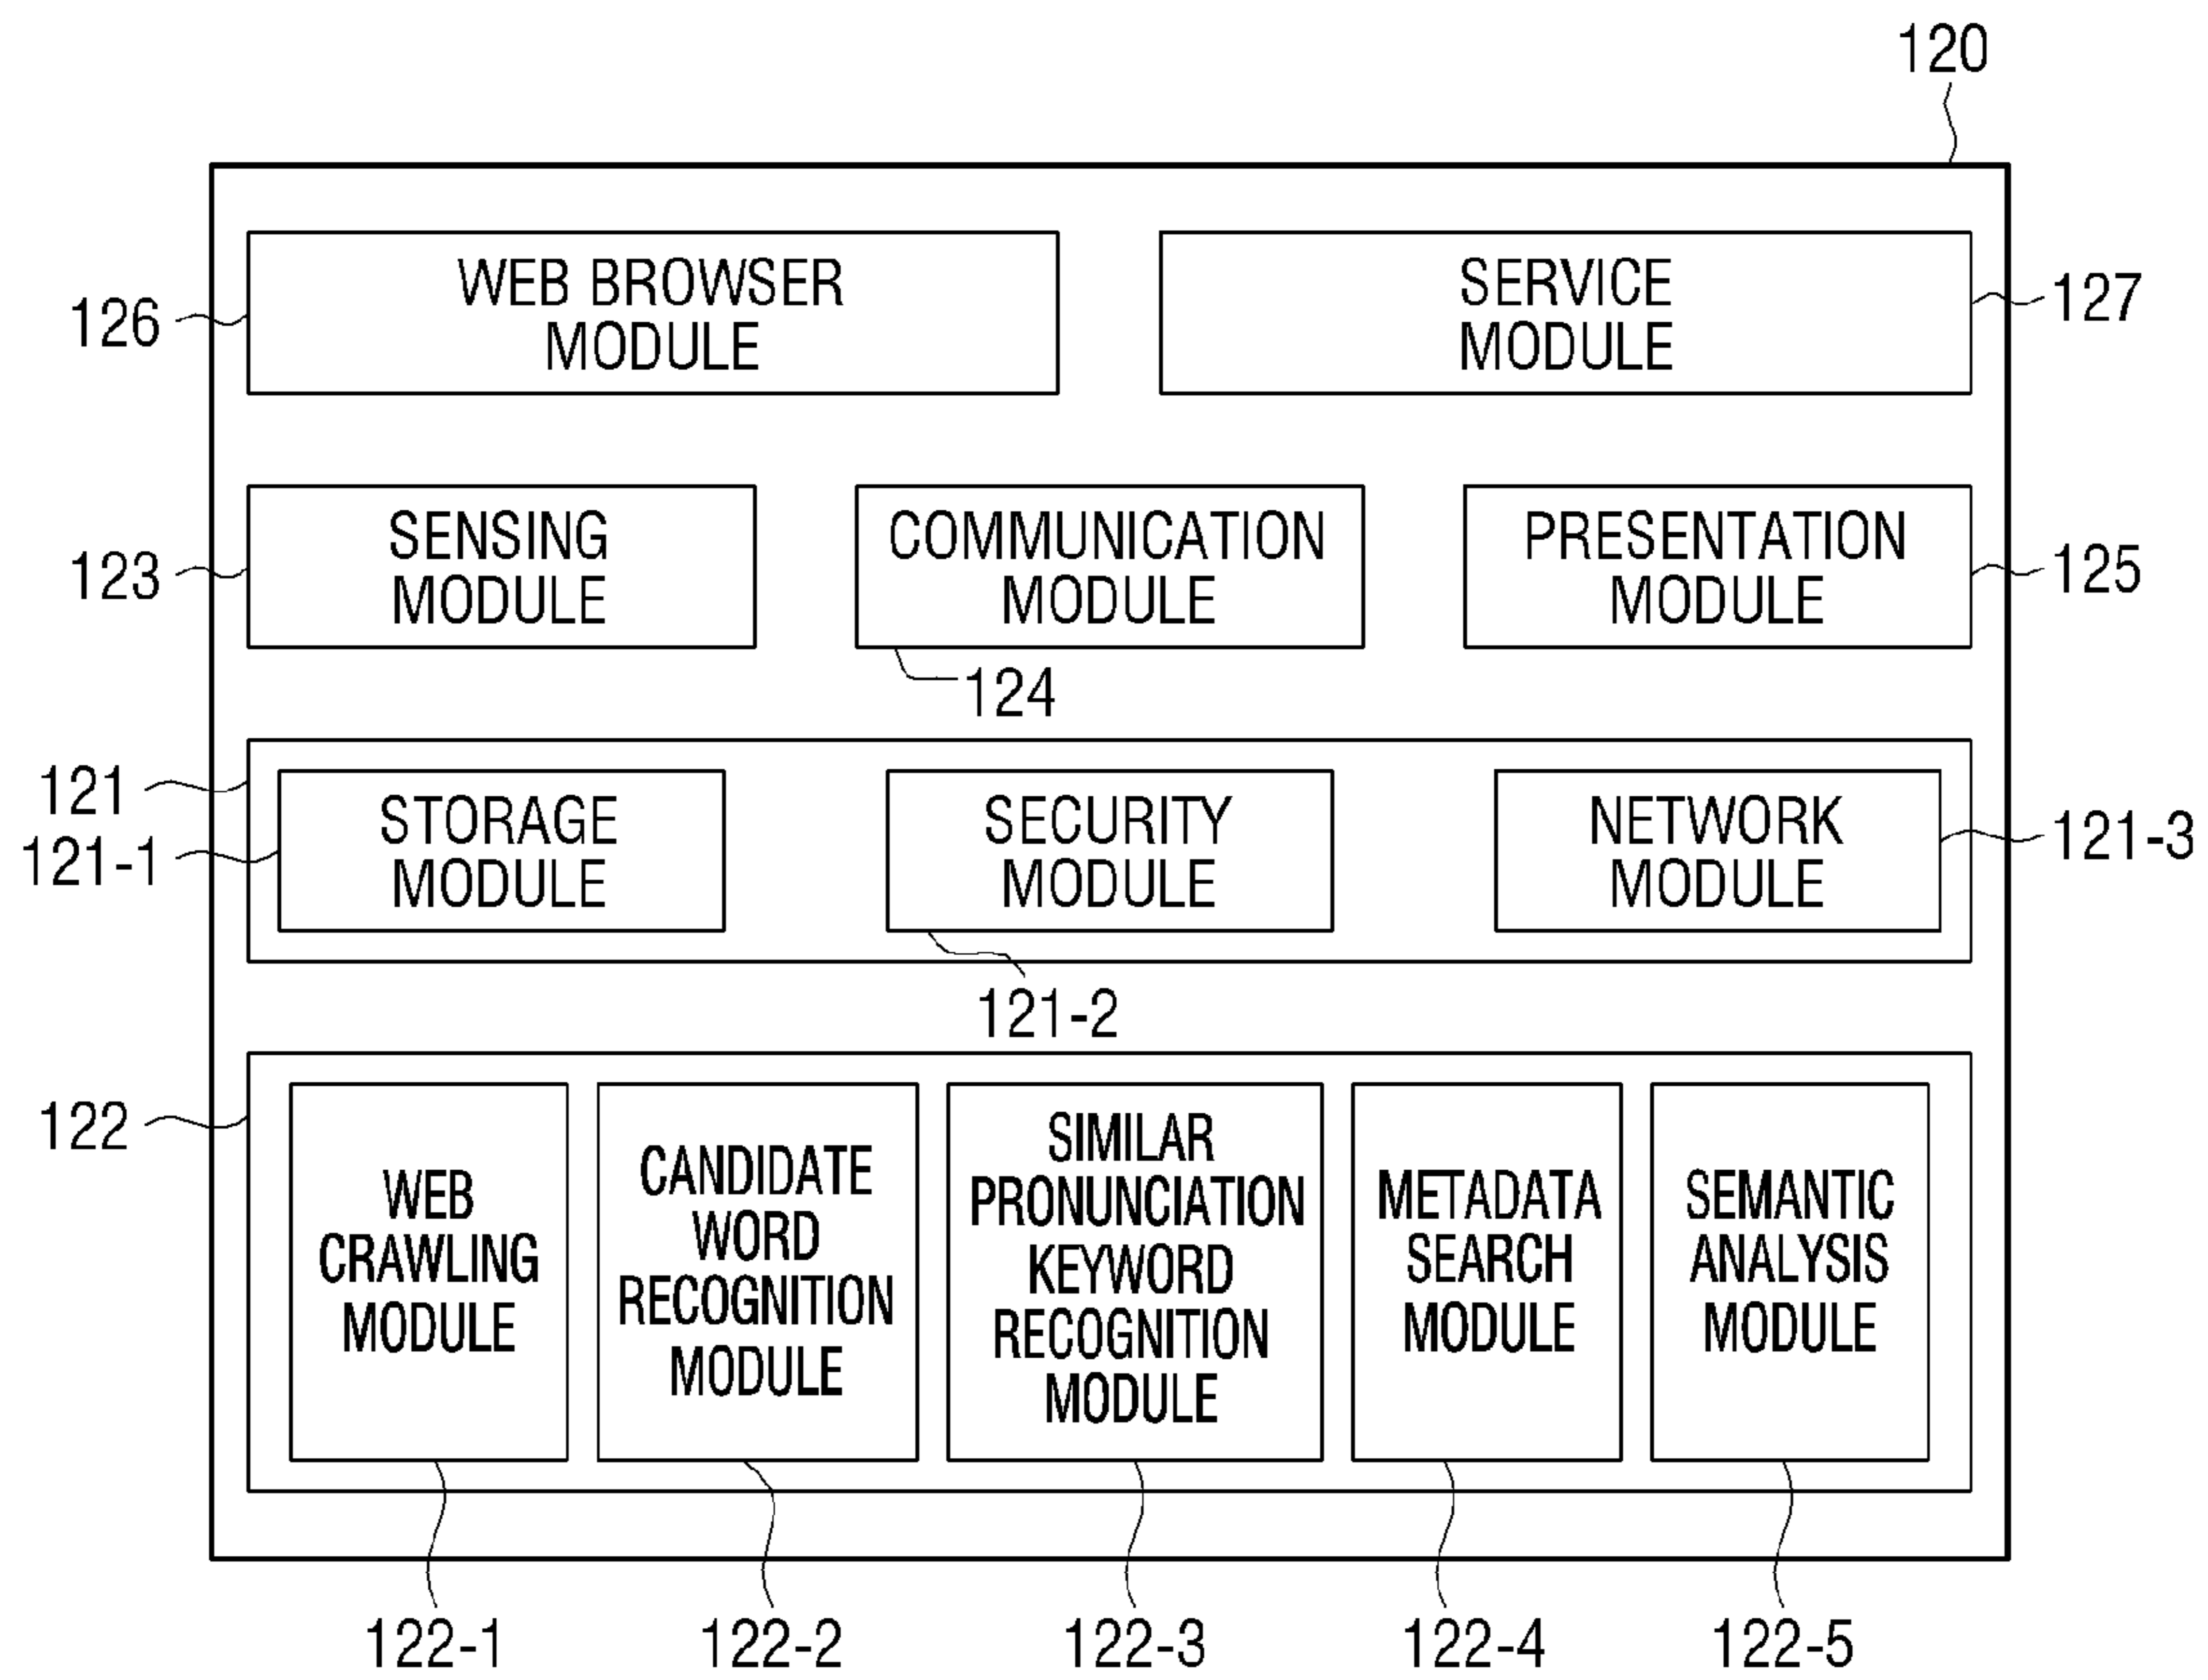 120
WEB BROWSER
MODULE
126
SERVICE
MODULE
127
SENSING
MODULE
123
COMMUNICATION
MODULE
124
PRESENTATION
MODULE
125
121
STORAGE
MODULE
121-1
SECURITY
MODULE
121-2
NETWORK
MODULE
121-3
122
WEB
CRAWLING
MODULE
CANDIDATE
WORD
RECOGNITION
MODULE
SIMILAR
PRONUNCIATION
KEYWORD
RECOGNITION
MODULE
METADATA
SEARCH
MODULE
SEMANTIC
ANALYSIS
MODULE
122-1
122-2
122-3
122-4
122-5